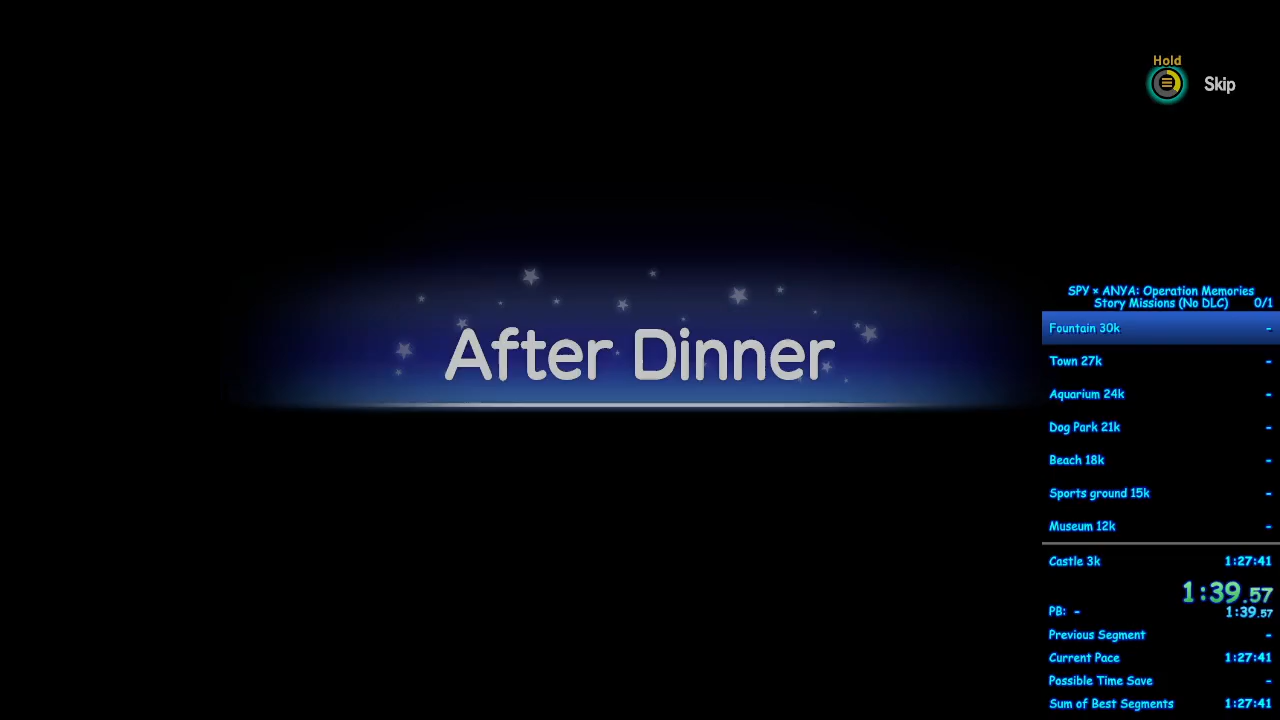 Hold
Skip
After Dinner
SPY × ANYA: Operation Memories
Story Missions (No DLC) 0/1
Fountain 30k -
Town 27k -
Aquarium 24k -
Dog Park 21k -
Beach 18k -
Sports ground 15k -
Museum 12k -
Castle 3k 1:27:41
1:39.57
PB: - 1:39.57
Previous Segment -
Current Pace 1:27:41
Possible Time Save -
Sum of Best Segments 1:27:41